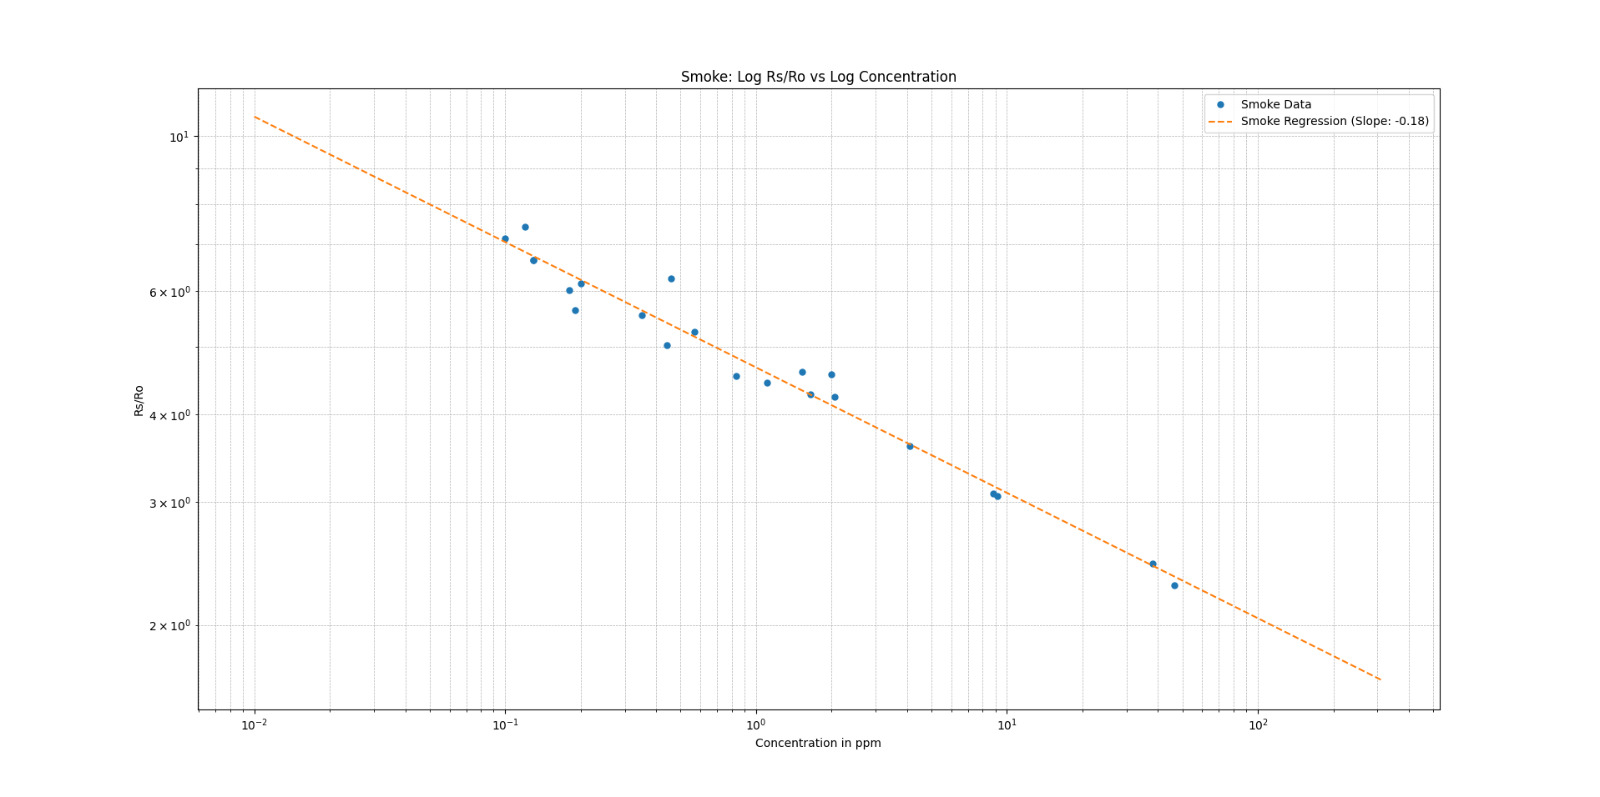 Smoke: Log Rs/Ro vs Log Concentration
Smoke Data
Smoke Regression (Slope: -0.18)
10¹
6 × 10⁰
4 × 10⁰
3 × 10⁰
2 × 10⁰
Rs/Ro
10⁻² 10⁻¹ 10⁰ 10¹ 10²
Concentration in ppm